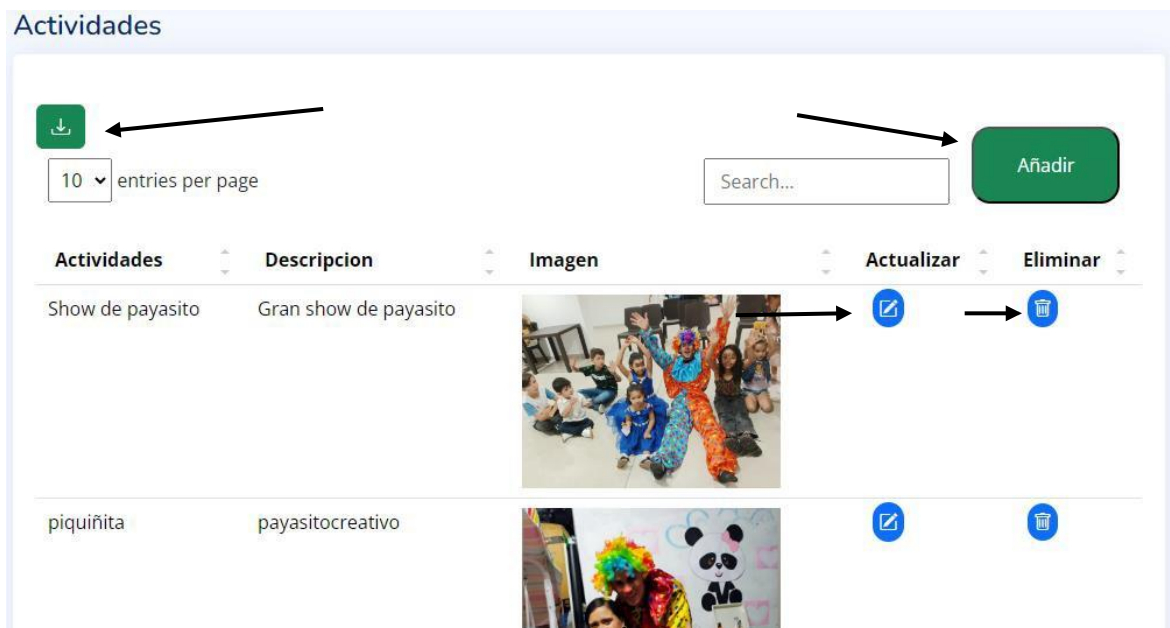 Actividades
Añadir
10 entries per page
Search...
Actividades Descripcion Imagen Actualizar Eliminar
Show de payasito Gran show de payasito
piquiñita payasitocreativo